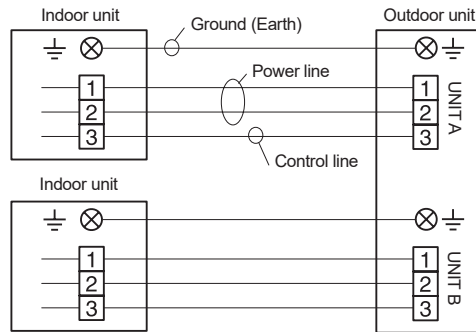 Indoor unit
Outdoor unit
Ground (Earth)
Power line
1
2
3
1
2
3
UNIT A
Control line
Indoor unit
1
2
3
1
2
3
UNIT B